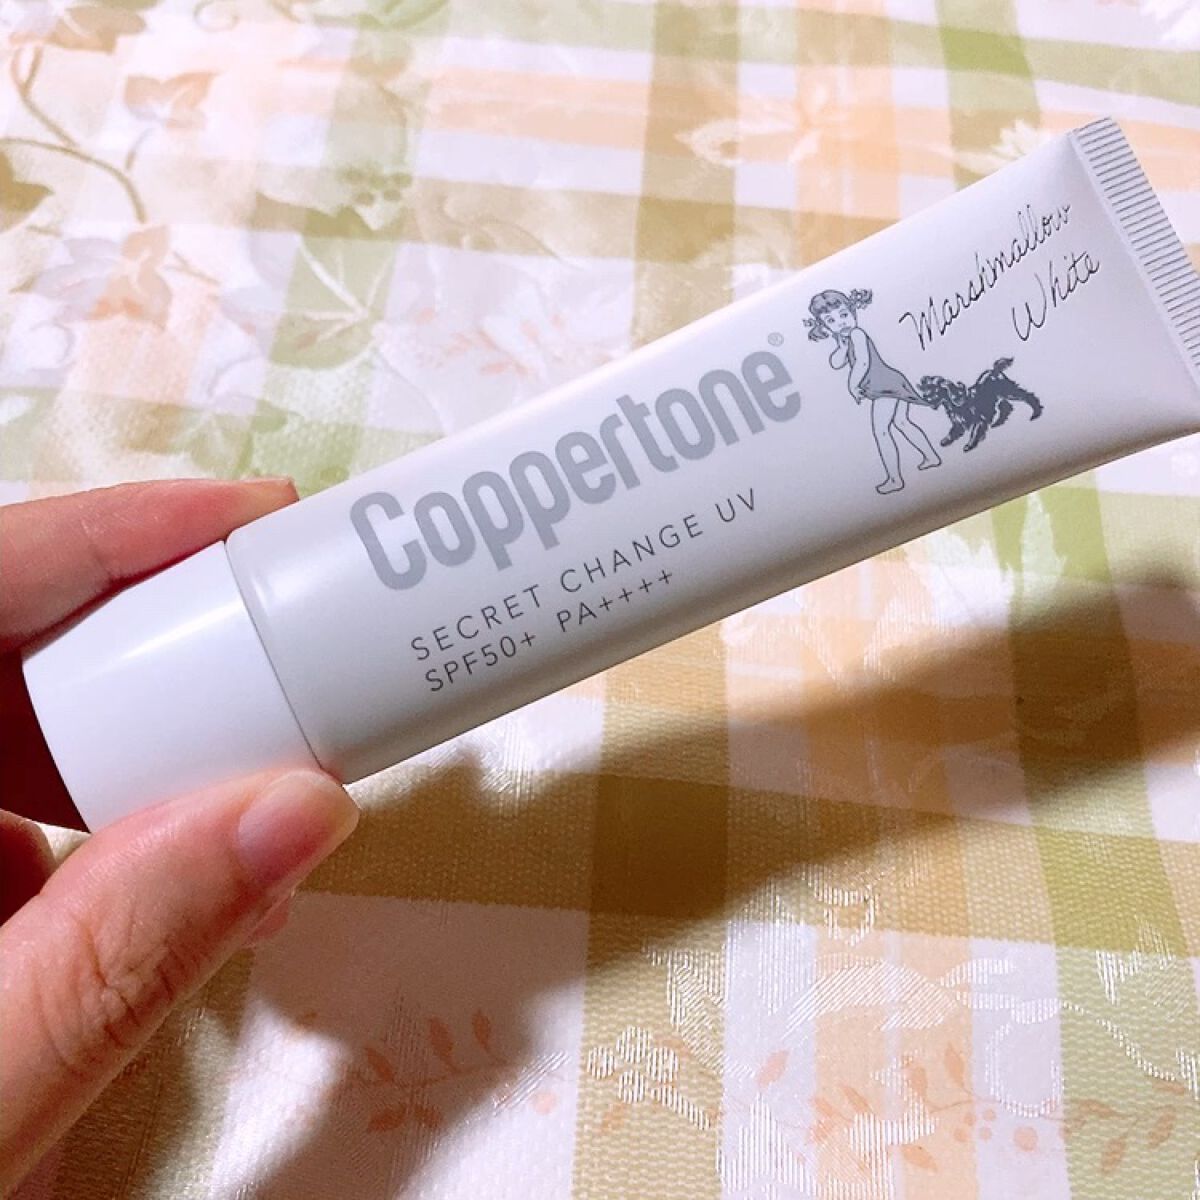 Coppertone®
SECRET CHANGE UV
SPF50+ PA++++
Marshmallow
White